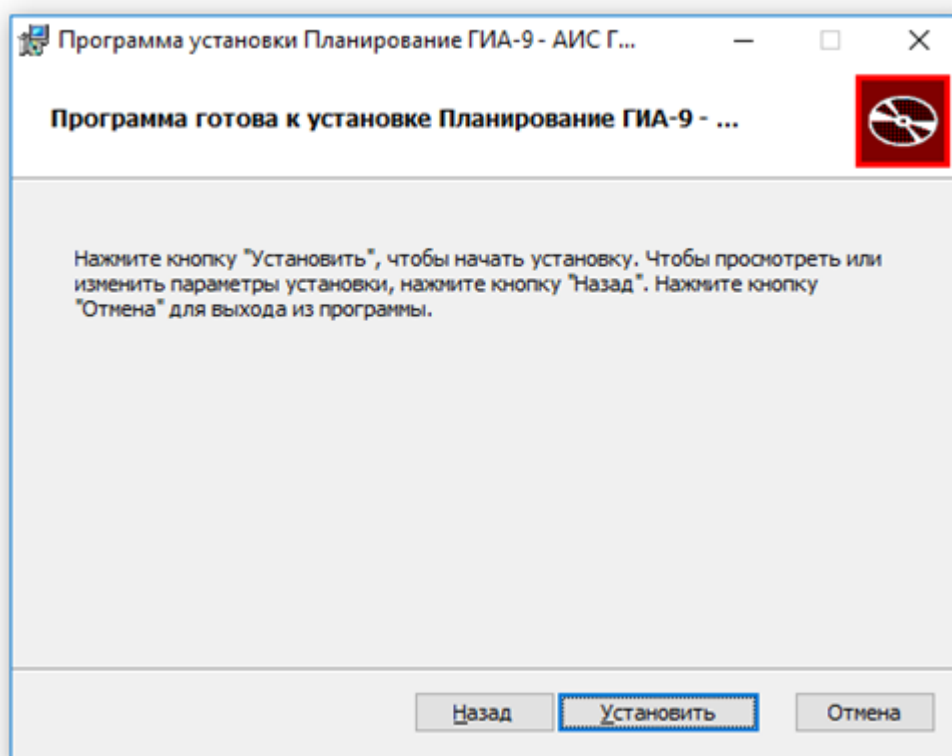 Программа установки Планирование ГИА-9 - АИС Г...
Программа готова к установке Планирование ГИА-9 - ...
Нажмите кнопку "Установить", чтобы начать установку. Чтобы просмотреть или
изменить параметры установки, нажмите кнопку "Назад". Нажмите кнопку
"Отмена" для выхода из программы.
Назад Установить Отмена